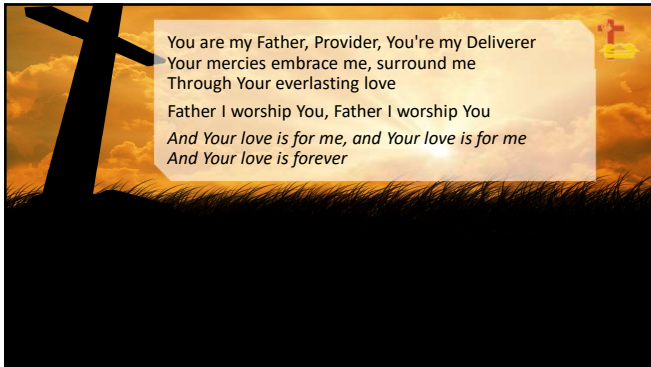 You are my Father, Provider, You're my Deliverer
Your mercies embrace me, surround me
Through Your everlasting love
Father I worship You, Father I worship You
And Your love is for me, and Your love is for me
And Your love is forever